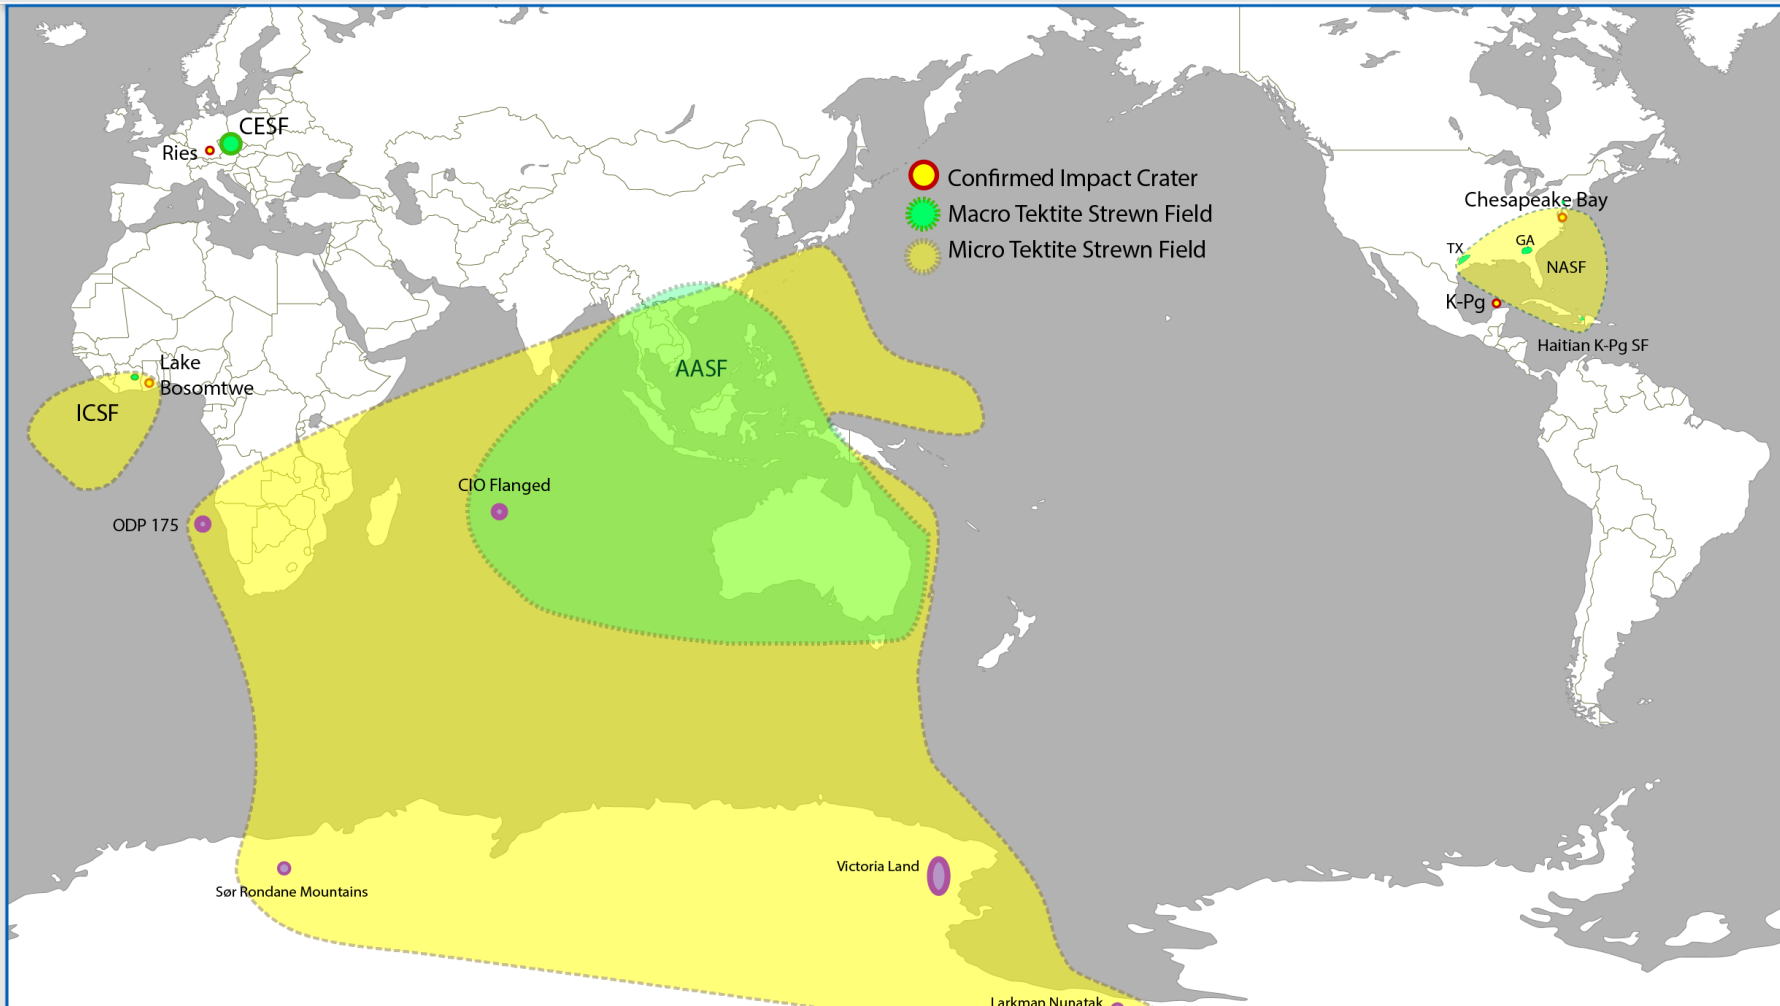 CESF
Ries
Confirmed Impact Crater
Macro Tektite Strewn Field
Micro Tektite Strewn Field
Chesapeake Bay
TX
GA
NASF
K-Pg
Haitian K-Pg SF
Lake
Bosomtwe
ICSF
AASF
CIO Flanged
ODP 175
Victoria Land
Sør Rondane Mountains
Larkman Nunatak